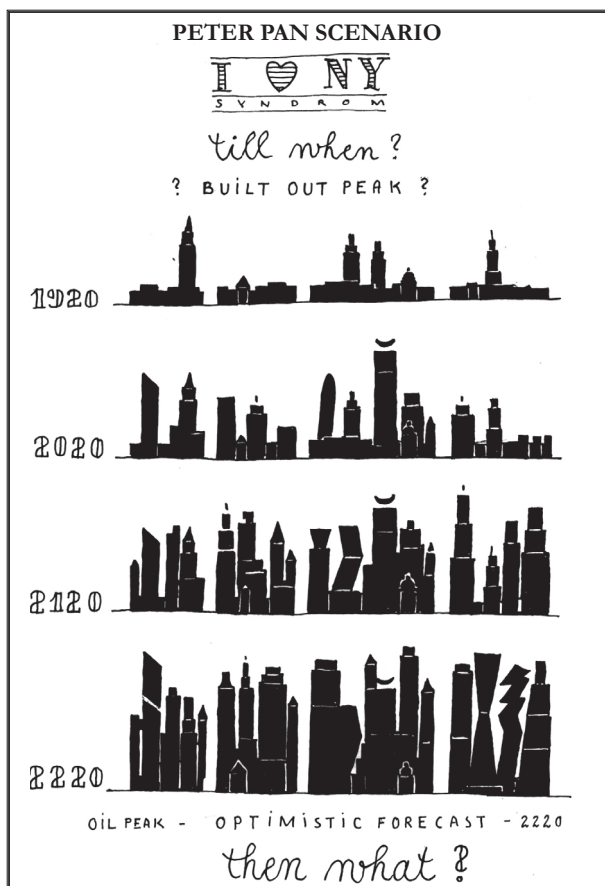 PETER PAN SCENARIO
I ♥ NY
SYNDROM
till when?
? BUILT OUT PEAK ?
1920
2020
2120
2220
OIL PEAK - OPTIMISTIC FORECAST - 2220
then what?